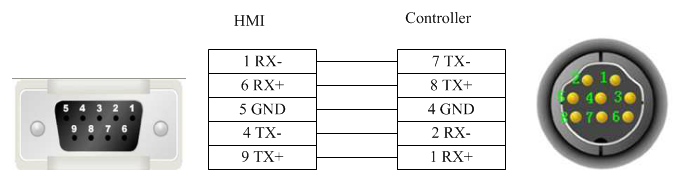 HMI
Controller
1 RX-
7 TX-
6 RX+
8 TX+
5 GND
4 GND
4 TX-
2 RX-
9 TX+
1 RX+
5 4 3 2 1
9 8 7 6
2 1
5 4 3
8 7 6